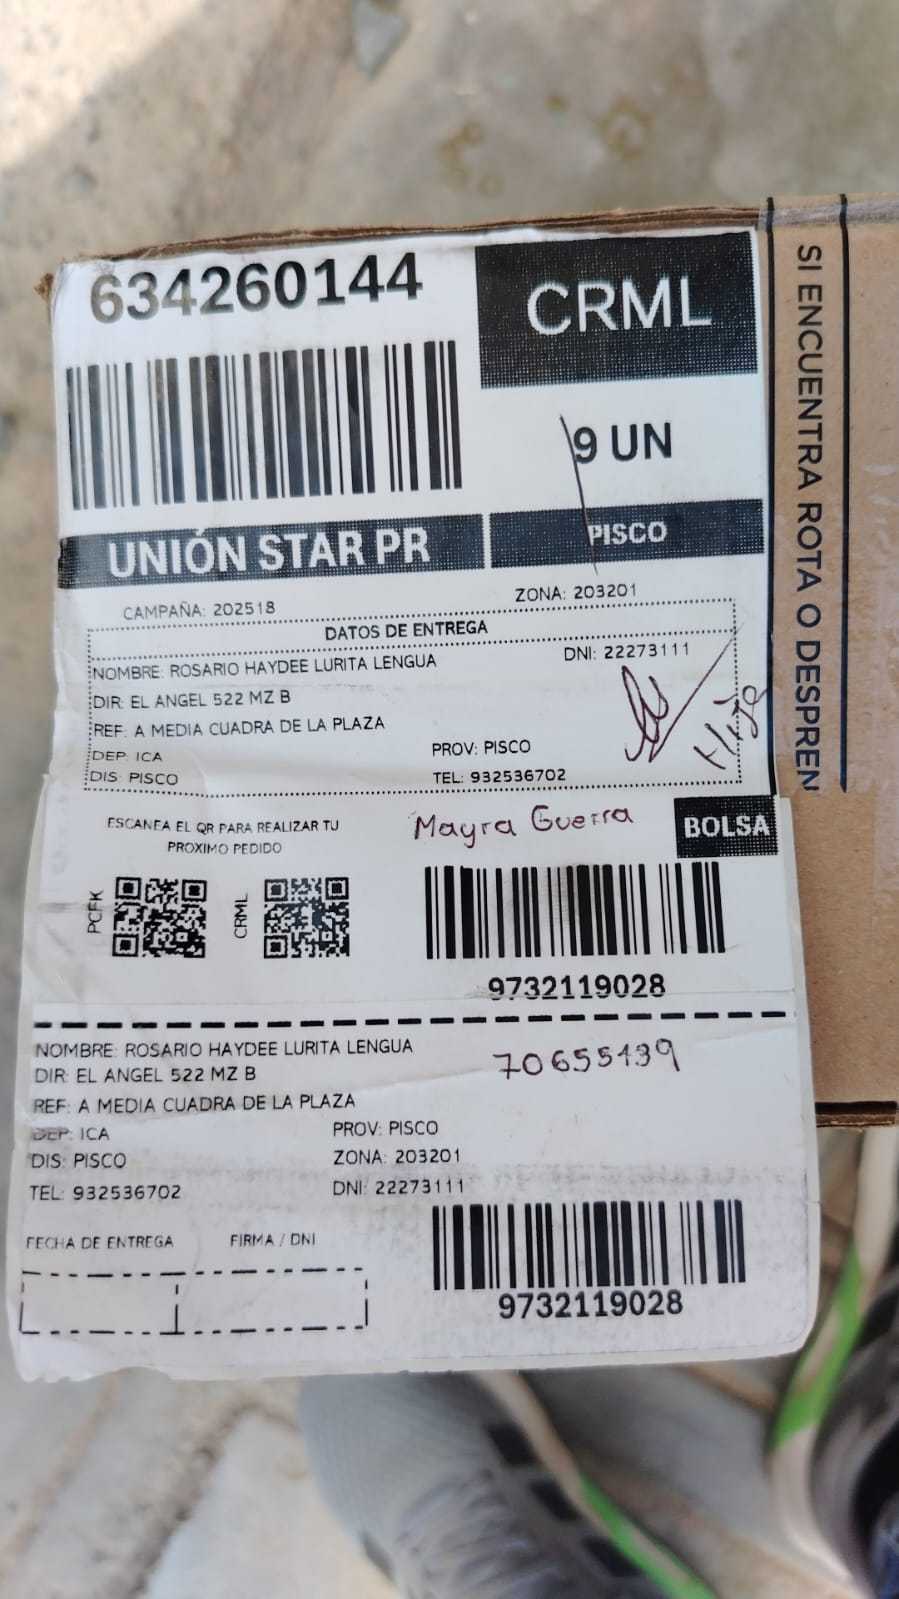 634260144
CRML
9 UN
UNIÓN STAR PR
PISCO
CAMPAÑA: 202518
ZONA: 203201
DATOS DE ENTREGA
NOMBRE: ROSARIO HAYDEE LURITA LENGUA
DNI: 22273111
DIR: EL ANGEL 522 MZ B
REF: A MEDIA CUADRA DE LA PLAZA
DEP: ICA
PROV: PISCO
DIS: PISCO
TEL: 932536702
ESCANEA EL QR PARA REALIZAR TU
PROXIMO PEDIDO
Mayra Guerra
BOLSA
PCFK
CRML
9732119028
NOMBRE: ROSARIO HAYDEE LURITA LENGUA
70655139
DIR: EL ANGEL 522 MZ B
REF: A MEDIA CUADRA DE LA PLAZA
DEP: ICA
PROV: PISCO
DIS: PISCO
ZONA: 203201
TEL: 932536702
DNI: 22273111
FECHA DE ENTREGA
FIRMA / DNI
9732119028
SI ENCUENTRA ROTA O DESPREN